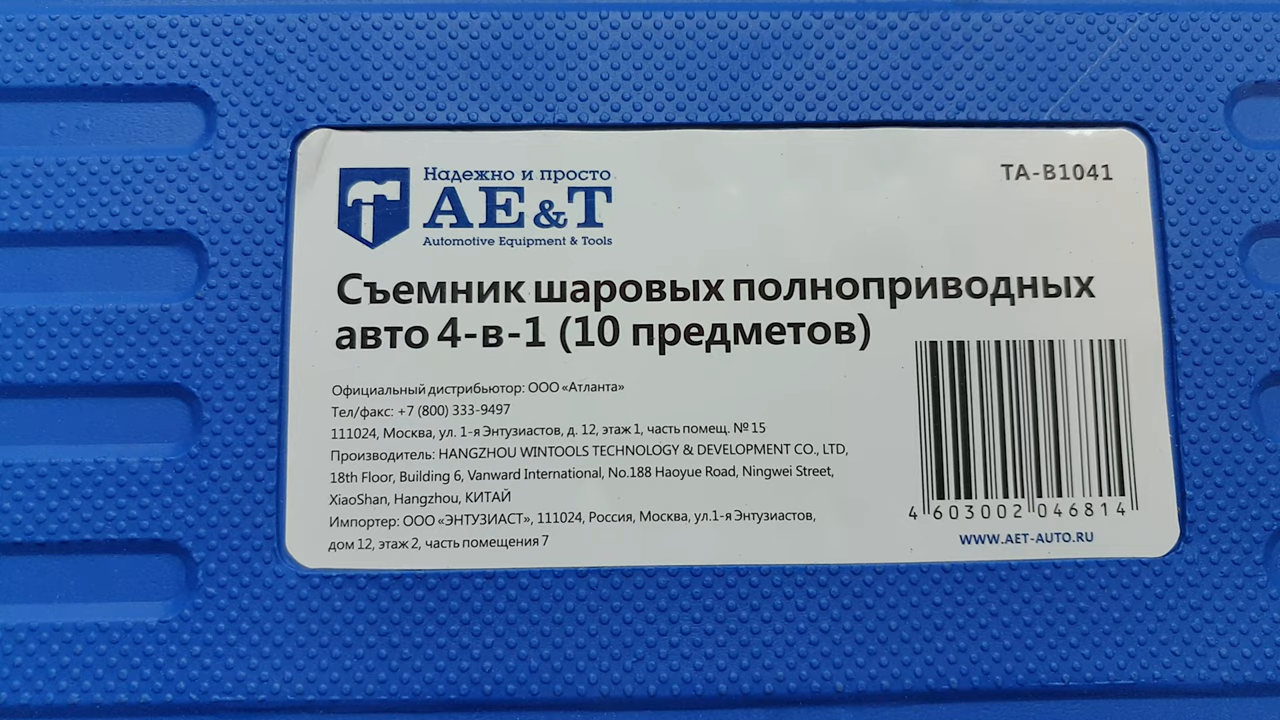 Надежно и просто
AE&T
Automotive Equipment & Tools
TA-B1041
Съемник шаровых полноприводных
авто 4-в-1 (10 предметов)
Официальный дистрибьютор: ООО «Атланта»
Тел/факс: +7 (800) 333-9497
111024, Москва, ул. 1-я Энтузиастов, д. 12, этаж 1, часть помещ. № 15
Производитель: HANGZHOU WINTOOLS TECHNOLOGY & DEVELOPMENT CO., LTD,
18th Floor, Building 6, Vanward International, No.188 Haoyue Road, Ningwei Street,
XiaoShan, Hangzhou, КИТАЙ
Импортер: ООО «ЭНТУЗИАСТ», 111024, Россия, Москва, ул.1-я Энтузиастов,
дом 12, этаж 2, часть помещения 7
4 603002 046814
WWW.AET-AUTO.RU